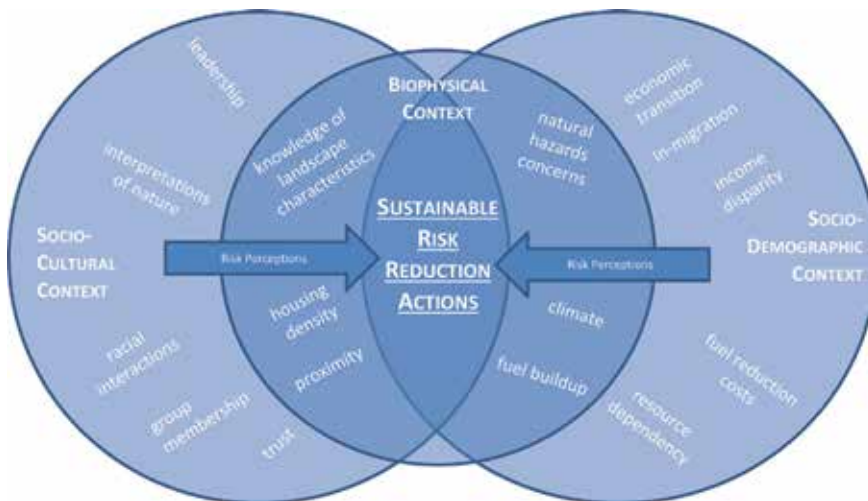 leadership
interpretations
of nature
SOCIO-
CULTURAL
CONTEXT
racial
interactions
group
membership
trust
BIOPHYSICAL
CONTEXT
knowledge of
landscape
characteristics
natural
hazards
concerns
Risk Perceptions
SUSTAINABLE
RISK
REDUCTION
ACTIONS
Risk Perceptions
housing
density
proximity
climate
fuel buildup
economic
transition
in-migration
income
disparity
SOCIO-
DEMOGRAPHIC
CONTEXT
fuel reduction
costs
resource
dependency